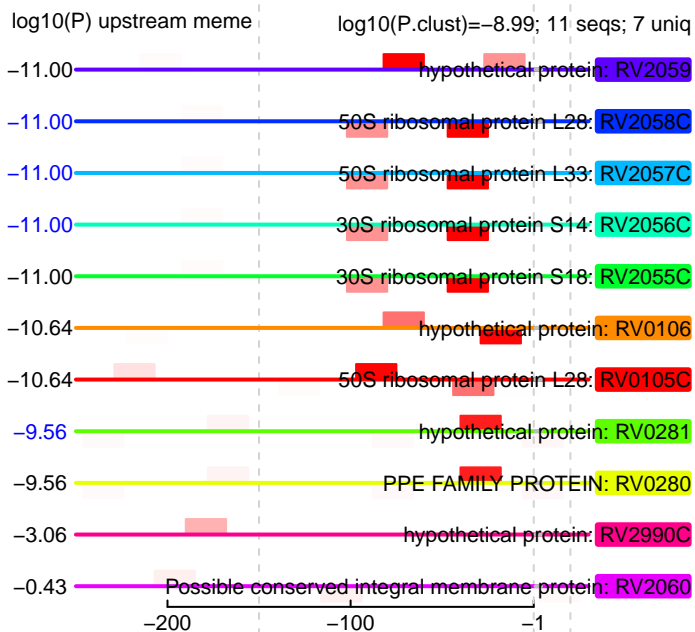 log10(P) upstream meme log10(P.clust)=−8.99; 11 seqs; 7 uniq
−11.00 hypothetical protein: RV2059
−11.00 50S ribosomal protein L28: RV2058C
−11.00 50S ribosomal protein L33: RV2057C
−11.00 30S ribosomal protein S14: RV2056C
−11.00 30S ribosomal protein S18: RV2055C
−10.64 hypothetical protein: RV0106
−10.64 50S ribosomal protein L28: RV0105C
−9.56 hypothetical protein: RV0281
−9.56 PPE FAMILY PROTEIN: RV0280
−3.06 hypothetical protein: RV2990C
−0.43 Possible conserved integral membrane protein: RV2060
−200 −100 −1